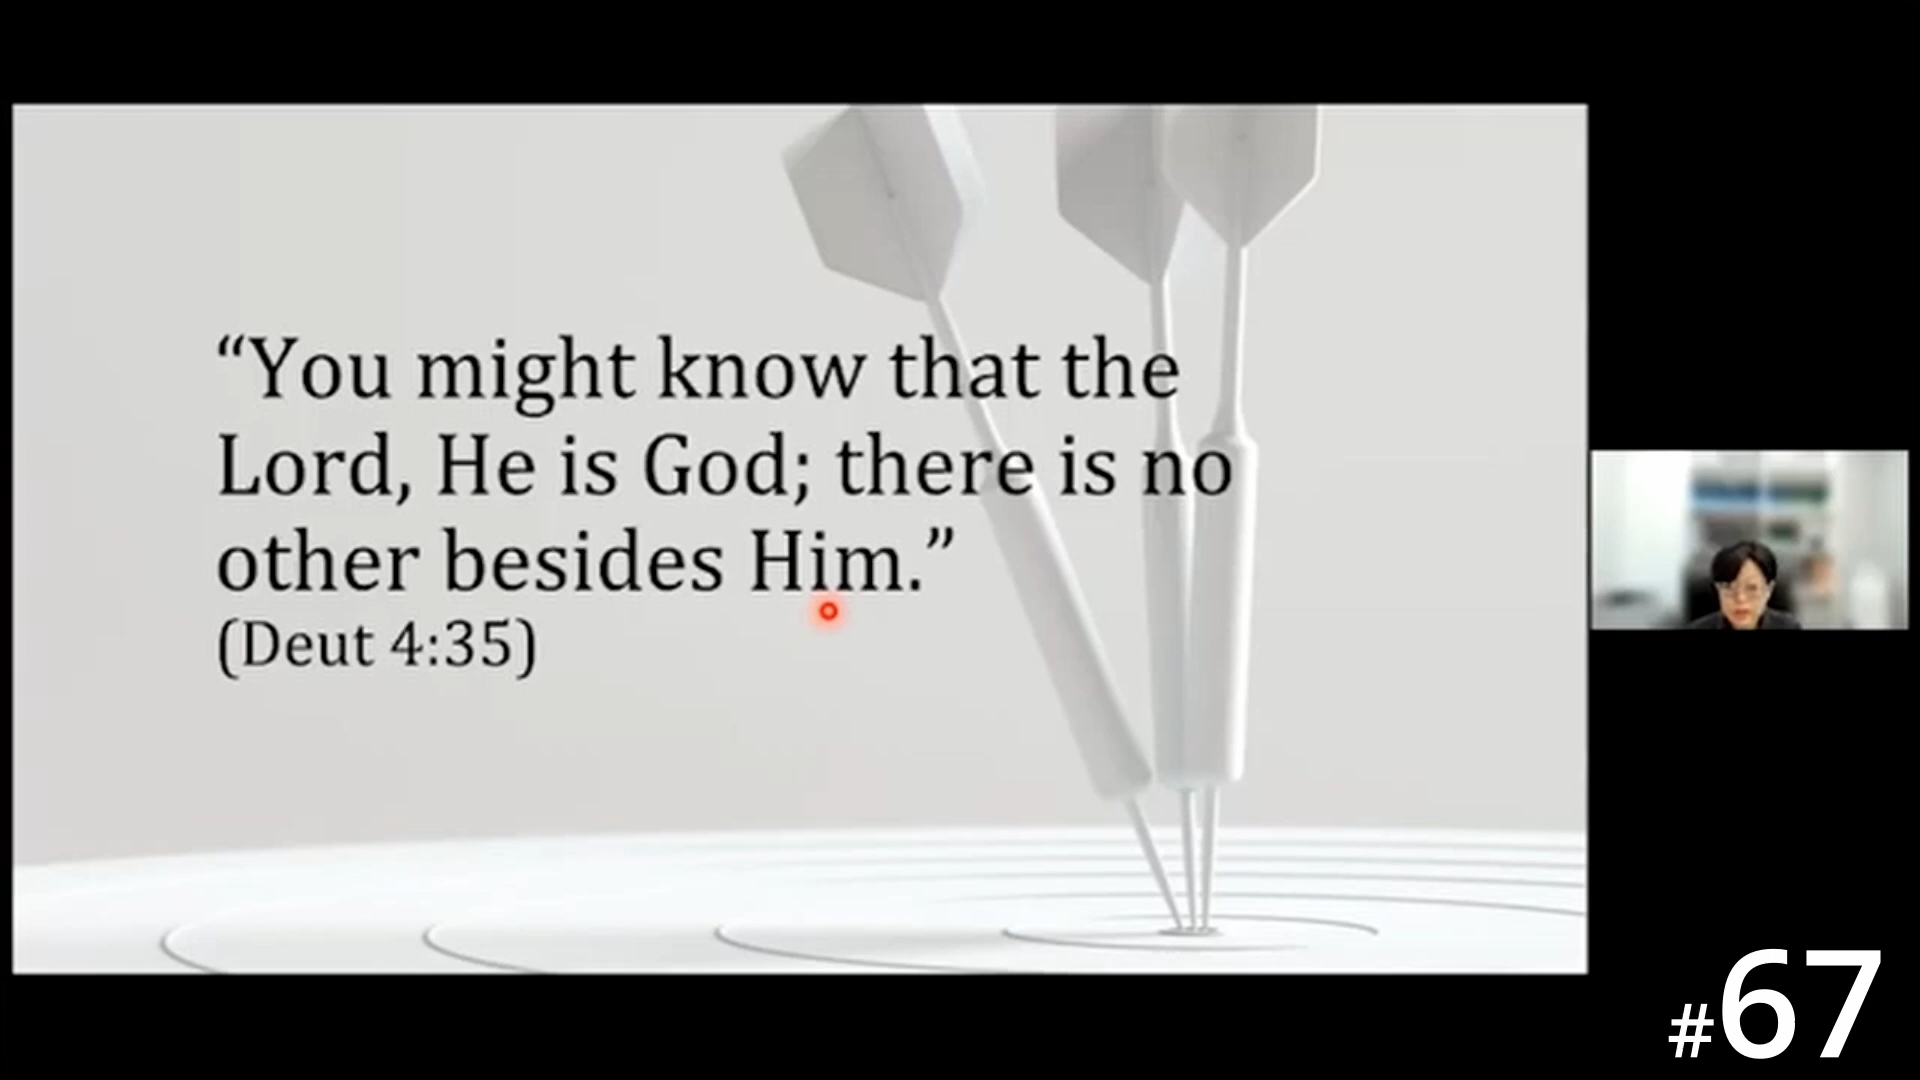 “You might know that the
Lord, He is God; there is no
other besides Him.”
(Deut 4:35)
#67